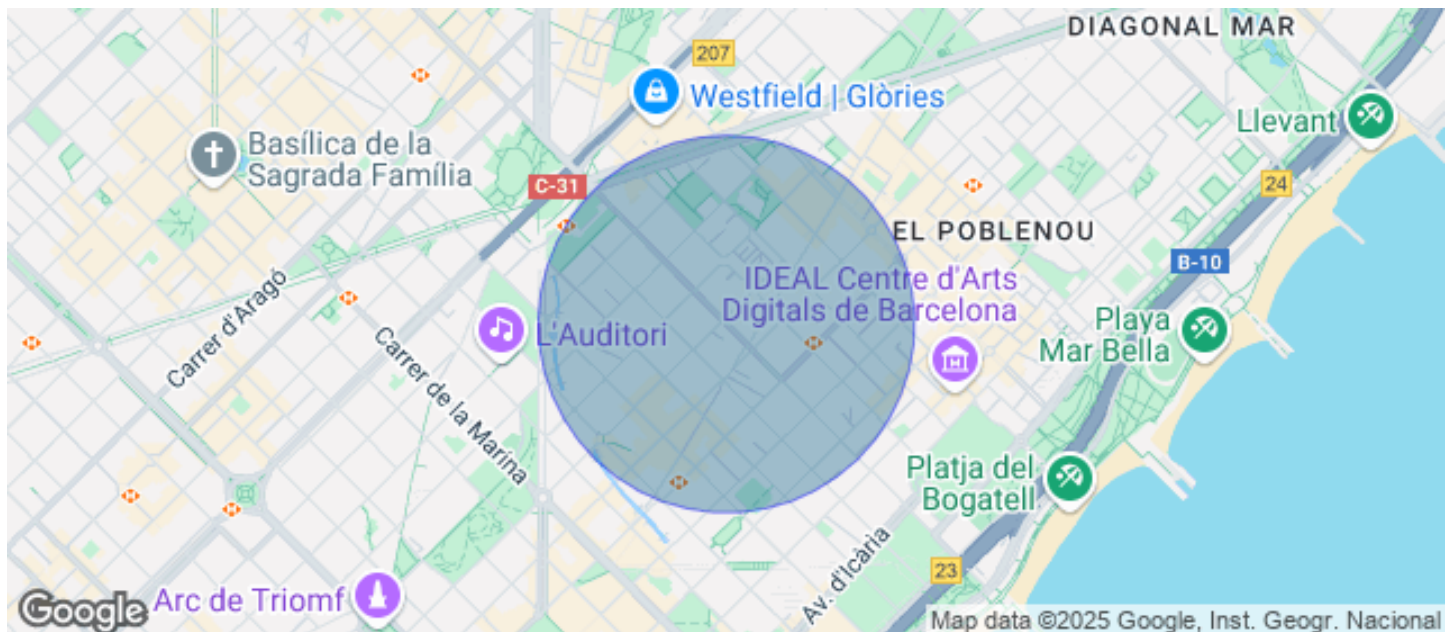 DIAGONAL MAR
207
Westfield | Glòries
Llevant
Basílica de la
Sagrada Família
C-31
24
EL POBLENOU
B-10
IDEAL Centre d'Arts
Digitals de Barcelona
Carrer d'Aragó
L'Auditori
Playa
Mar Bella
Carrer de la Marina
Platja del
Bogatell
Av. d'Icària
23
Google
Arc de Triomf
Map data ©2025 Google, Inst. Geogr. Nacional